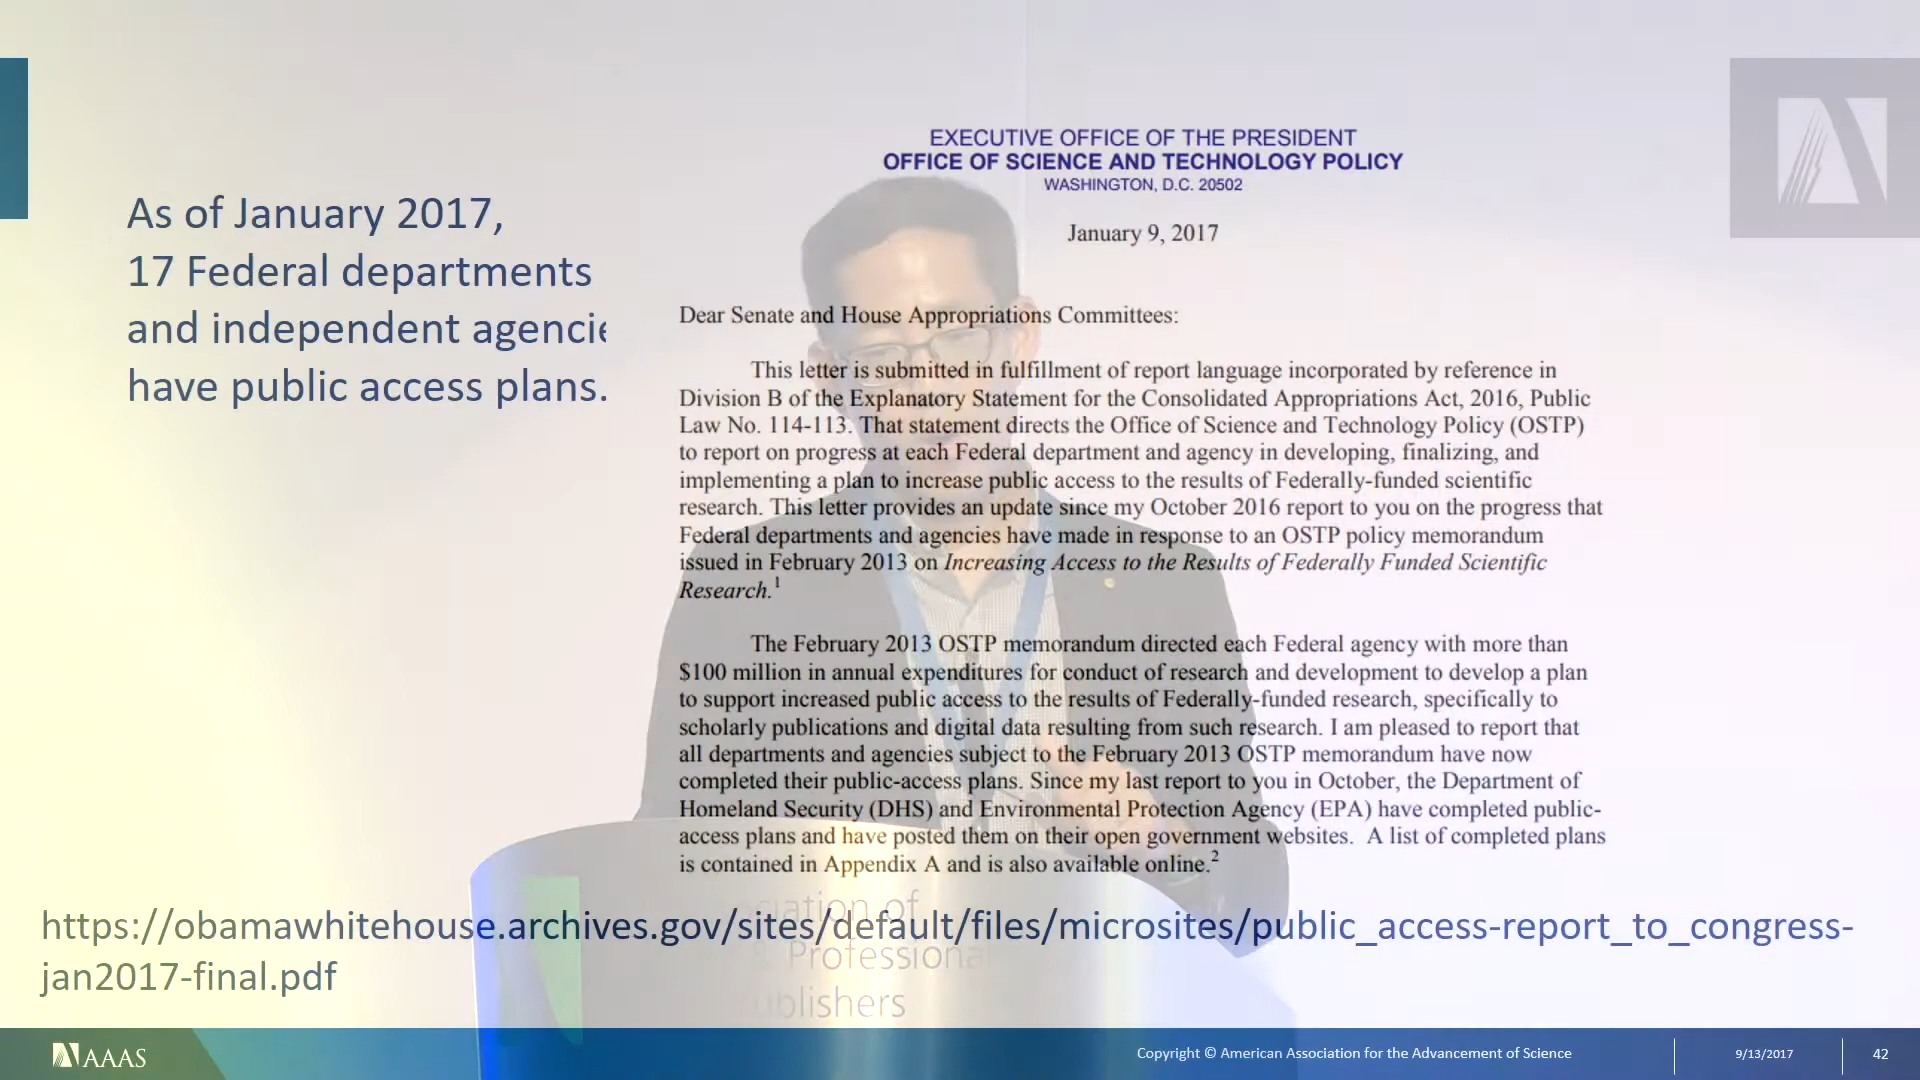 As of January 2017,
17 Federal departments
and independent agencie
have public access plans.
EXECUTIVE OFFICE OF THE PRESIDENT
OFFICE OF SCIENCE AND TECHNOLOGY POLICY
WASHINGTON, D.C. 20502
January 9, 2017
Dear Senate and House Appropriations Committees:
This letter is submitted in fulfillment of report language incorporated by reference in
Division B of the Explanatory Statement for the Consolidated Appropriations Act, 2016, Public
Law No. 114-113. That statement directs the Office of Science and Technology Policy (OSTP)
to report on progress at each Federal department and agency in developing, finalizing, and
implementing a plan to increase public access to the results of Federally-funded scientific
research. This letter provides an update since my October 2016 report to you on the progress that
Federal departments and agencies have made in response to an OSTP policy memorandum
issued in February 2013 on Increasing Access to the Results of Federally Funded Scientific
Research.1
The February 2013 OSTP memorandum directed each Federal agency with more than
$100 million in annual expenditures for conduct of research and development to develop a plan
to support increased public access to the results of Federally-funded research, specifically to
scholarly publications and digital data resulting from such research. I am pleased to report that
all departments and agencies subject to the February 2013 OSTP memorandum have now
completed their public-access plans. Since my last report to you in October, the Department of
Homeland Security (DHS) and Environmental Protection Agency (EPA) have completed public-
access plans and have posted them on their open government websites. A list of completed plans
is contained in Appendix A and is also available online.2
ciation of
& Professiona
ublishers
https://obamawhitehouse.archives.gov/sites/default/files/microsites/public_access-report_to_congress-
jan2017-final.pdf
AAAS
Copyright © American Association for the Advancement of Science
9/13/2017
42